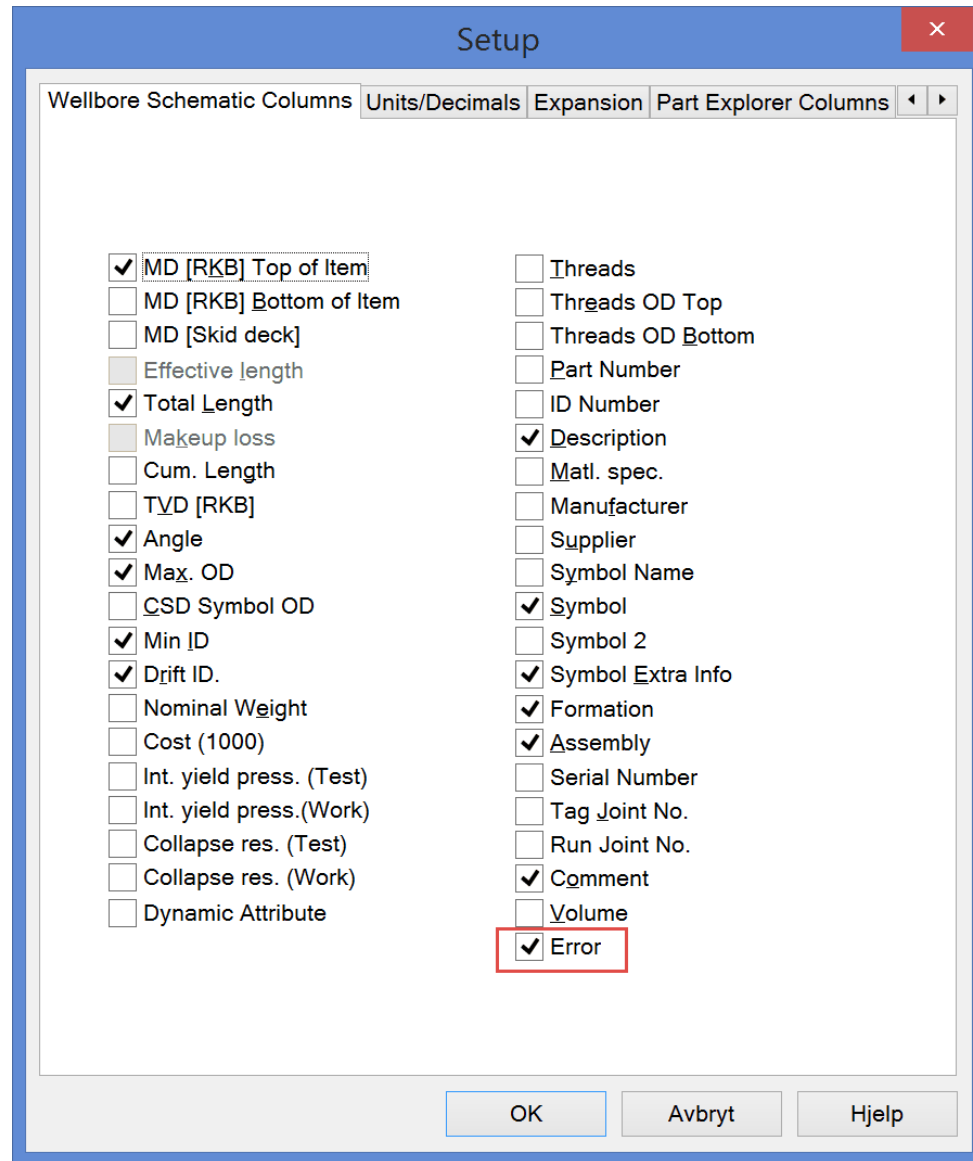 Setup
Wellbore Schematic Columns Units/Decimals Expansion Part Explorer Columns
MD [RKB] Top of Item
MD [RKB] Bottom of Item
MD [Skid deck]
Effective length
Total Length
Makeup loss
Cum. Length
TVD [RKB]
Angle
Max. OD
CSD Symbol OD
Min ID
Drift ID.
Nominal Weight
Cost (1000)
Int. yield press. (Test)
Int. yield press.(Work)
Collapse res. (Test)
Collapse res. (Work)
Dynamic Attribute
Threads
Threads OD Top
Threads OD Bottom
Part Number
ID Number
Description
Matl. spec.
Manufacturer
Supplier
Symbol Name
Symbol
Symbol 2
Symbol Extra Info
Formation
Assembly
Serial Number
Tag Joint No.
Run Joint No.
Comment
Volume
Error
OK Avbryt Hjelp